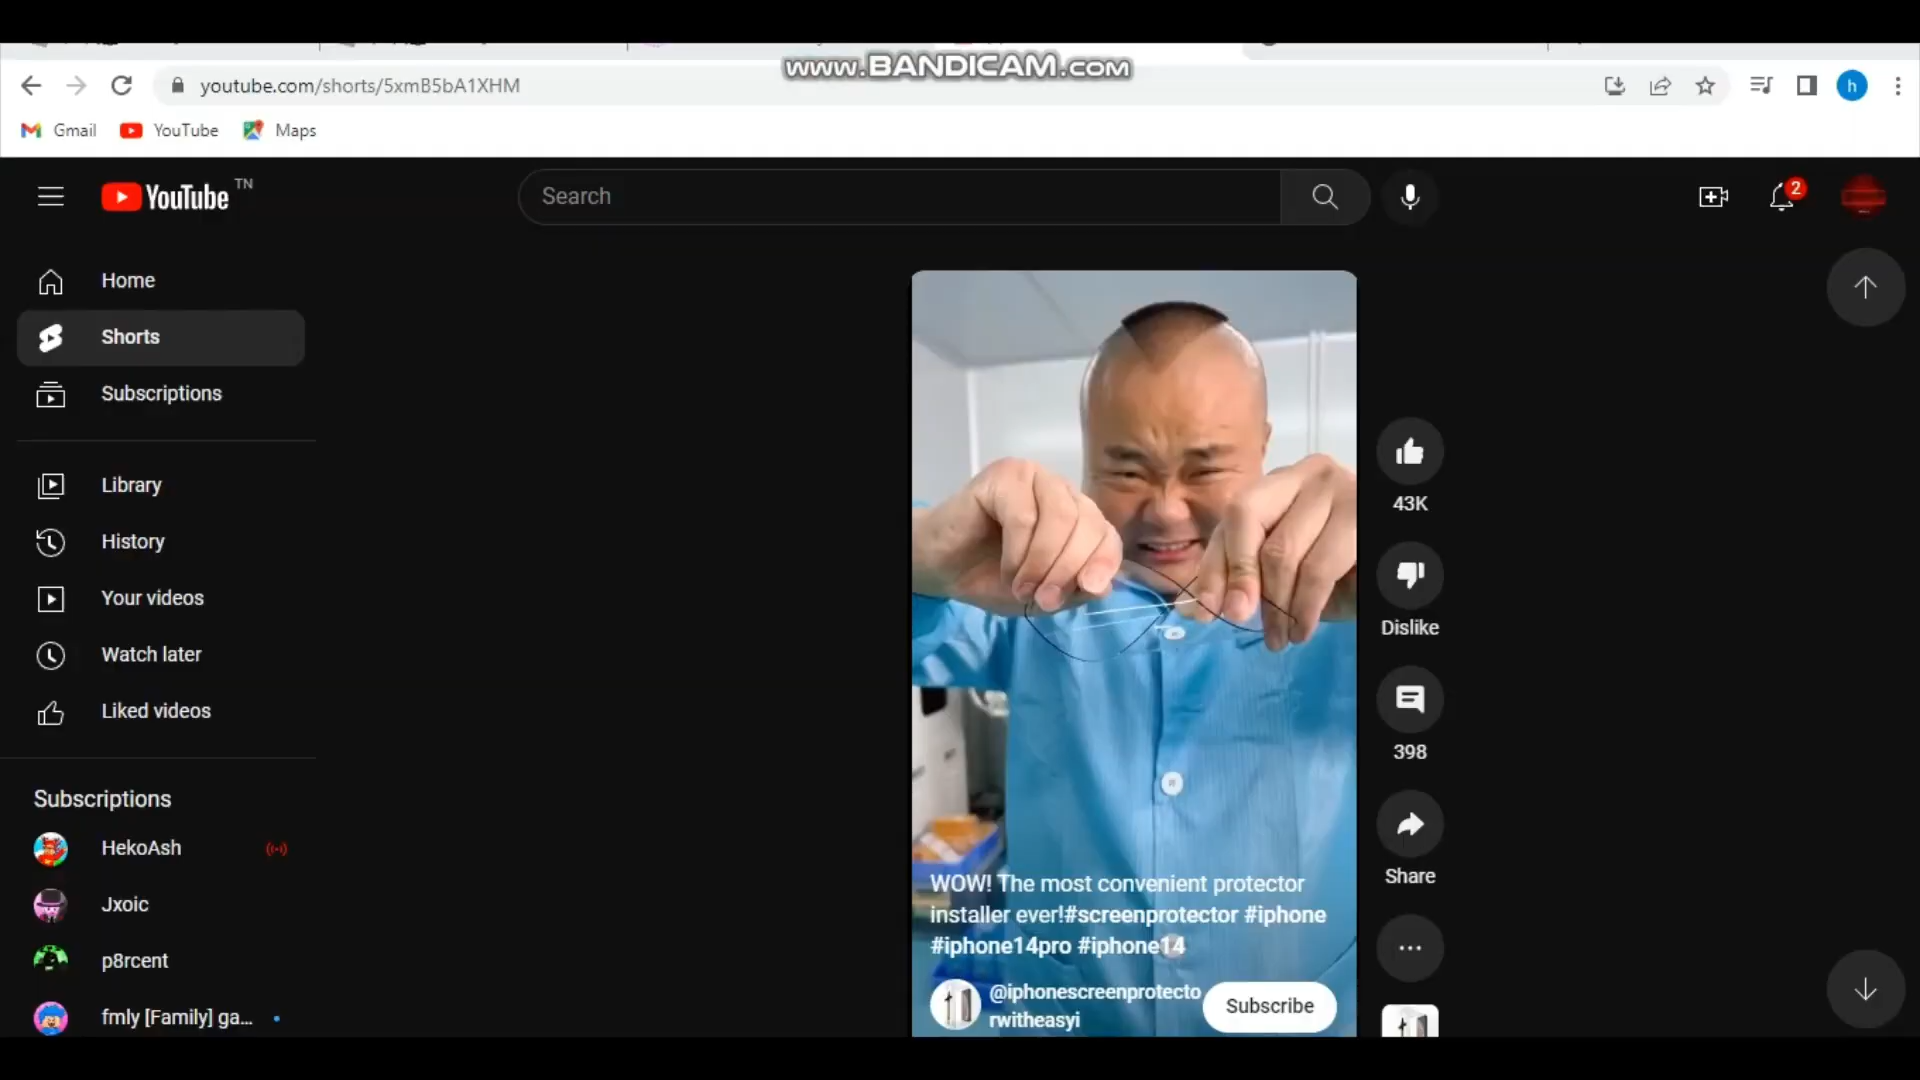 www.BANDICAM.com
youtube.com/shorts/5xmB5bA1XHM
h
Gmail
YouTube
Maps
YouTube TN
Search
2
Home
Shorts
Subscriptions
Library
History
Your videos
Watch later
Liked videos
Subscriptions
HekoAsh
Jxoic
p8rcent
fmly [Family] ga...
43K
Dislike
398
Share
WOW! The most convenient protector
installer ever!#screenprotector #iphone
#iphone14pro #iphone14
@iphonescreenprotecto
rwitheasyi
Subscribe